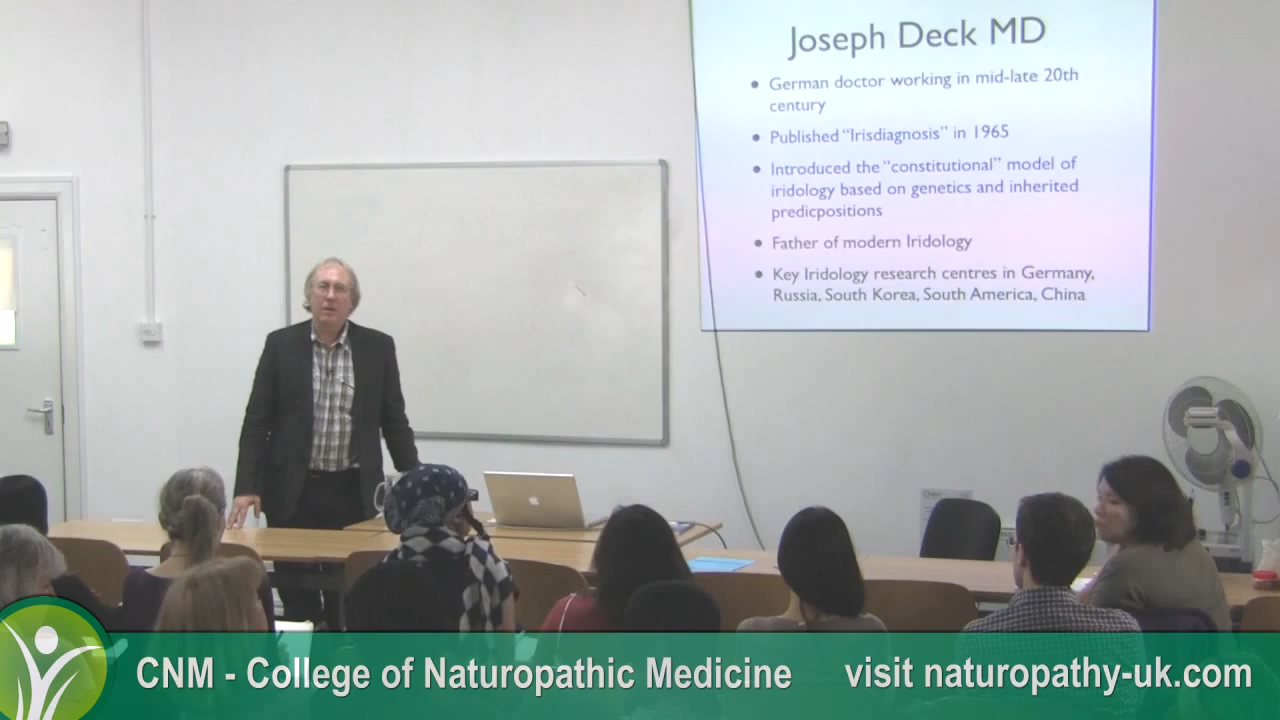 Joseph Deck MD
• German doctor working in mid-late 20th
century
• Published "Irisdiagnosis" in 1965
• Introduced the "constitutional" model of
iridology based on genetics and inherited
predicpositions
• Father of modern Iridology
• Key Iridology research centres in Germany,
Russia, South Korea, South America, China
CNM - College of Naturopathic Medicine visit naturopathy-uk.com